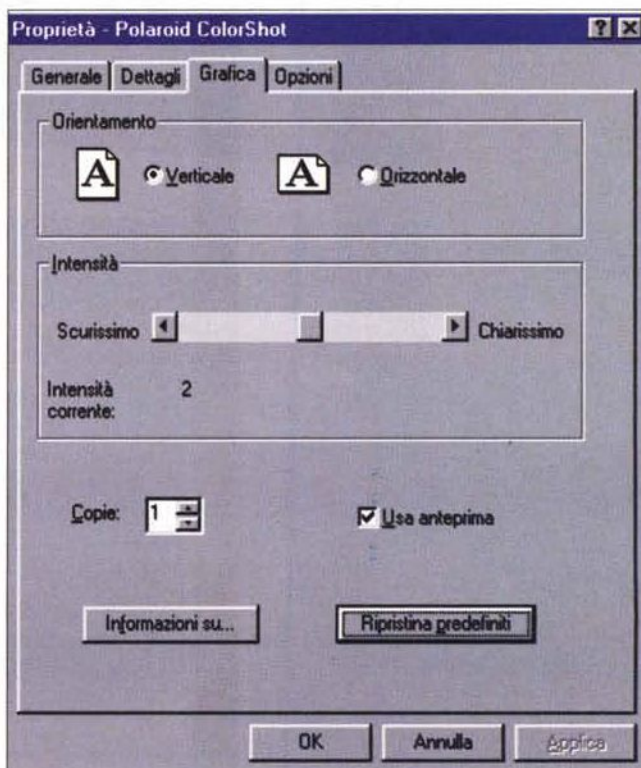 Proprietà - Polaroid ColorShot
Generale Dettagli Grafica Opzioni
Orientamento
A Verticale A Orizzontale
Intensità
Scurissimo Chiarissimo
Intensità corrente: 2
Copie: 1 Usa anteprima
Informazioni su... Ripristina predefiniti
OK Annulla Applica